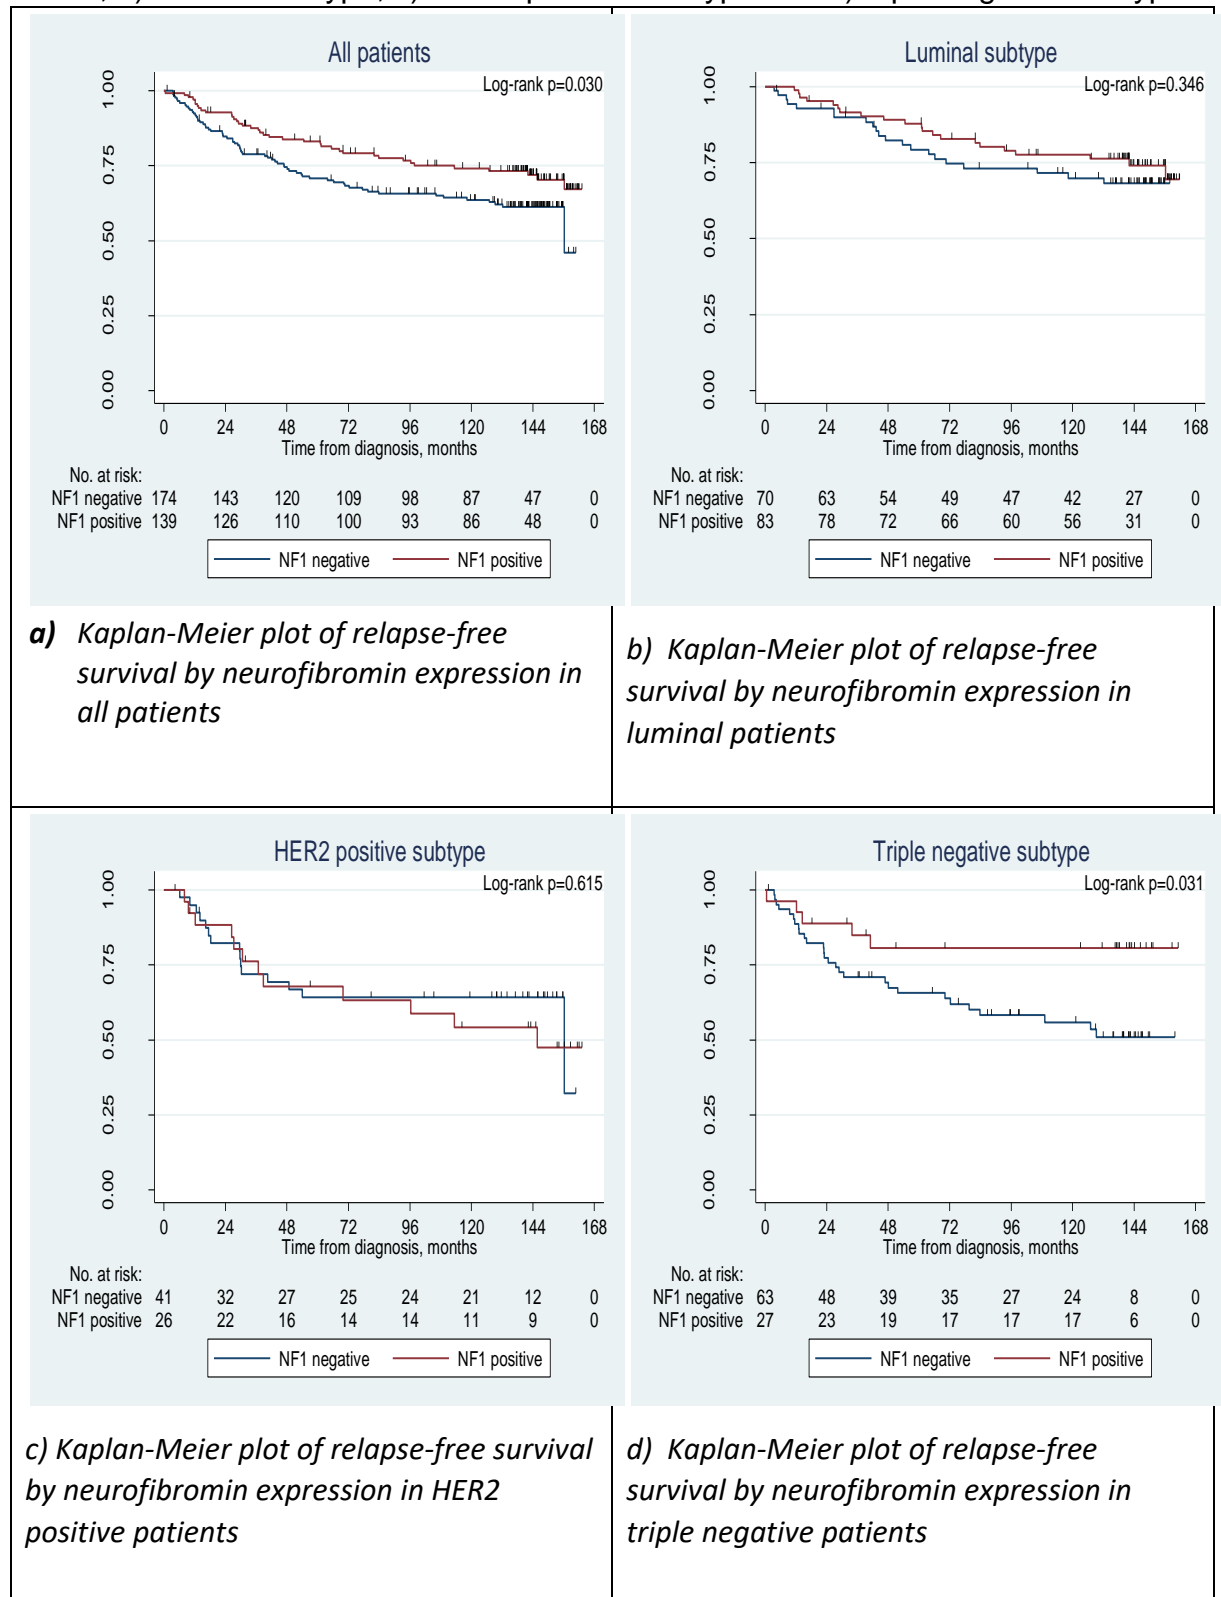 All patients
Log-rank p=0.030
1.00
0.75
0.50
0.25
0.00
0 24 48 72 96 120 144 168
Time from diagnosis, months
No. at risk:
NF1 negative 174 143 120 109 98 87 47 0
NF1 positive 139 126 110 100 93 86 48 0
NF1 negative NF1 positive
a) Kaplan-Meier plot of relapse-free
survival by neurofibromin expression in
all patients
Luminal subtype
Log-rank p=0.346
1.00
0.75
0.50
0.25
0.00
0 24 48 72 96 120 144 168
Time from diagnosis, months
No. at risk:
NF1 negative 70 63 54 49 47 42 27 0
NF1 positive 83 78 72 66 60 56 31 0
NF1 negative NF1 positive
b) Kaplan-Meier plot of relapse-free
survival by neurofibromin expression in
luminal patients
HER2 positive subtype
Log-rank p=0.615
1.00
0.75
0.50
0.25
0.00
0 24 48 72 96 120 144 168
Time from diagnosis, months
No. at risk:
NF1 negative 41 32 27 25 24 21 12 0
NF1 positive 26 22 16 14 14 11 9 0
NF1 negative NF1 positive
c) Kaplan-Meier plot of relapse-free survival
by neurofibromin expression in HER2
positive patients
Triple negative subtype
Log-rank p=0.031
1.00
0.75
0.50
0.25
0.00
0 24 48 72 96 120 144 168
Time from diagnosis, months
No. at risk:
NF1 negative 63 48 39 35 27 24 8 0
NF1 positive 27 23 19 17 17 17 6 0
NF1 negative NF1 positive
d) Kaplan-Meier plot of relapse-free
survival by neurofibromin expression in
triple negative patients